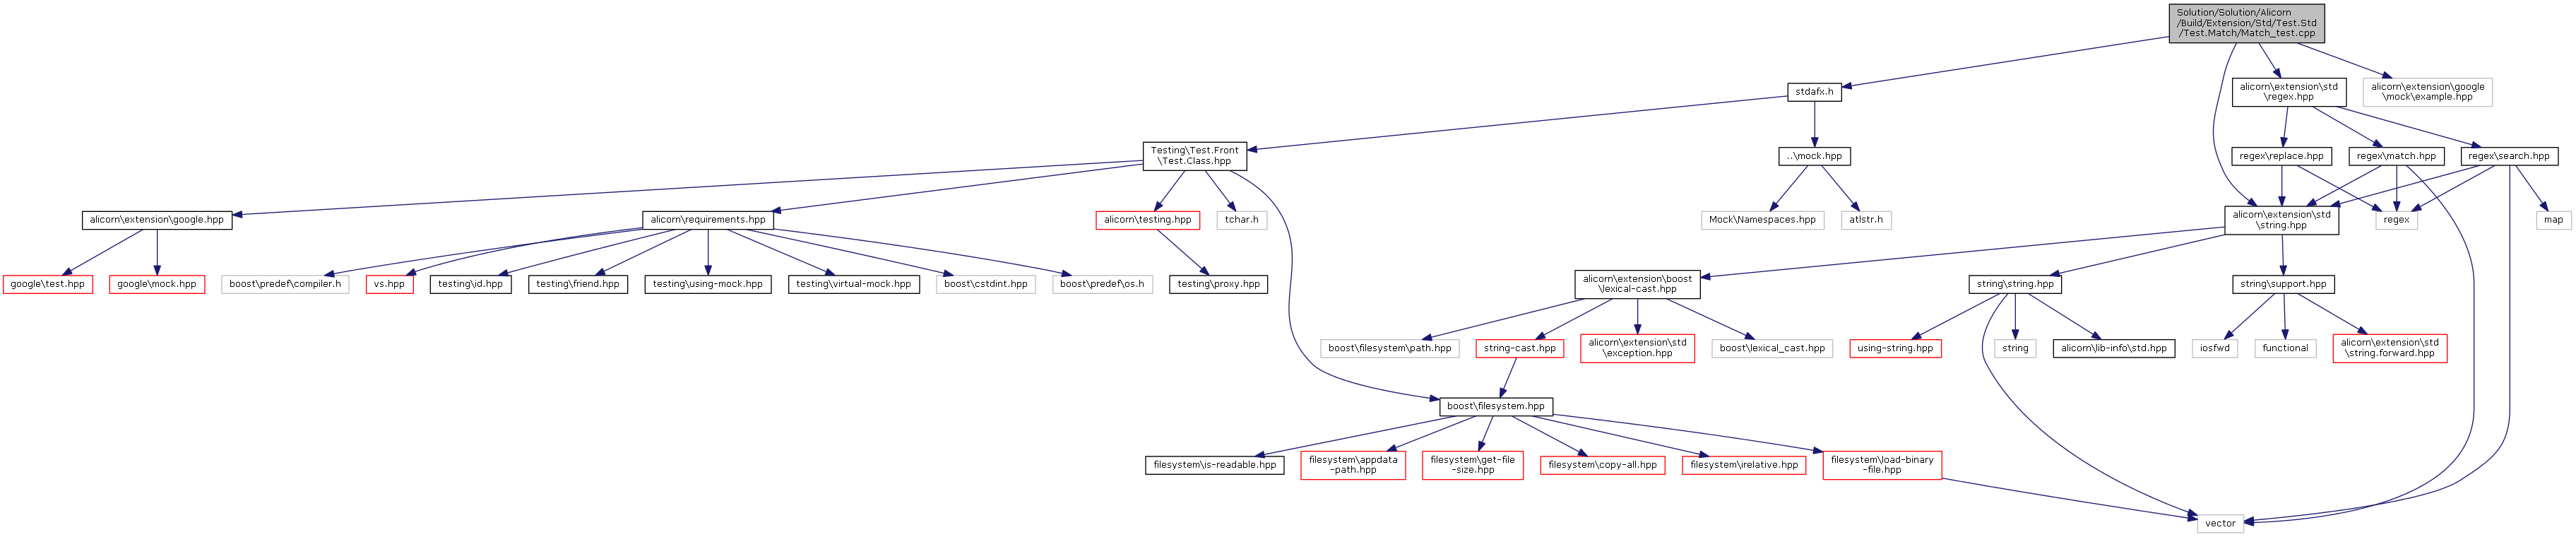 Solution/Solution/Alicorn
/Build/Extension/Std/Test.Std
/Test.Match/Match_test.cpp
stdafx.h
alicorn\extension\std
\regex.hpp
alicorn\extension\google
\mock\example.hpp
Testing\Test.Front
\Test.Class.hpp
..\mock.hpp
regex\replace.hpp
regex\match.hpp
regex\search.hpp
alicorn\extension\google.hpp
alicorn\requirements.hpp
alicorn\testing.hpp
tchar.h
Mock\Namespaces.hpp
atlstr.h
alicorn\extension\std
\string.hpp
regex
map
google\test.hpp
google\mock.hpp
boost\predef\compiler.h
vs.hpp
testing\id.hpp
testing\friend.hpp
testing\using-mock.hpp
testing\virtual-mock.hpp
boost\cstdint.hpp
boost\predef\os.h
testing\proxy.hpp
alicorn\extension\boost
\lexical-cast.hpp
string\string.hpp
string\support.hpp
boost\filesystem\path.hpp
string-cast.hpp
alicorn\extension\std
\exception.hpp
boost\lexical_cast.hpp
using-string.hpp
string
alicorn\lib-info\std.hpp
iosfwd
functional
alicorn\extension\std
\string.forward.hpp
boost\filesystem.hpp
filesystem\is-readable.hpp
filesystem\appdata
-path.hpp
filesystem\get-file
-size.hpp
filesystem\copy-all.hpp
filesystem\irelative.hpp
filesystem\load-binary
-file.hpp
vector